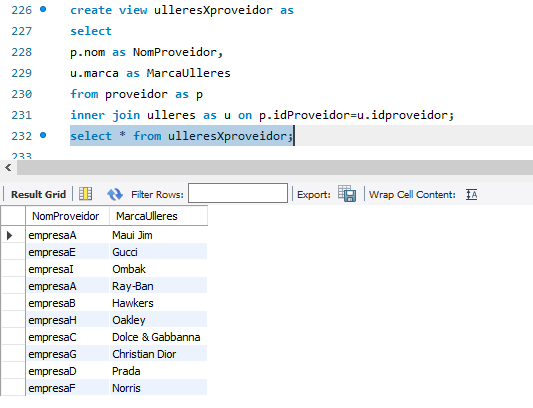 226 create view ulleresXproveidor as
227 select
228 p.nom as NomProveidor,
229 u.marca as MarcaUlleres
230 from proveidor as p
231 inner join ulleres as u on p.idProveidor=u.idproveidor;
232 select * from ulleresXproveidor;
233
Result Grid Filter Rows: Export: Wrap Cell Content:
NomProveidor MarcaUlleres
empresaA Maui Jim
empresaE Gucci
empresaI Ombak
empresaA Ray-Ban
empresaB Hawkers
empresaH Oakley
empresaC Dolce & Gabbanna
empresaG Christian Dior
empresaD Prada
empresaF Norris